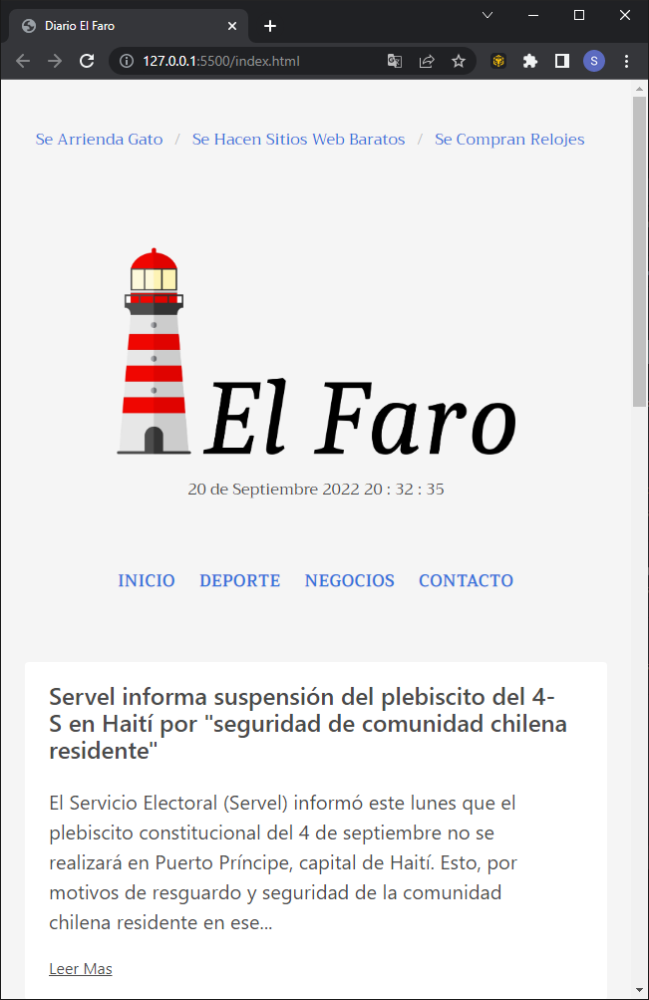 Diario El Faro
127.0.0.1:5500/index.html
S
Se Arrienda Gato / Se Hacen Sitios Web Baratos / Se Compran Relojes
El Faro
20 de Septiembre 2022 20 : 32 : 35
INICIO DEPORTE NEGOCIOS CONTACTO
Servel informa suspensión del plebiscito del 4-
S en Haití por "seguridad de comunidad chilena
residente"
El Servicio Electoral (Servel) informó este lunes que el
plebiscito constitucional del 4 de septiembre no se
realizará en Puerto Príncipe, capital de Haití. Esto, por
motivos de resguardo y seguridad de la comunidad
chilena residente en ese...
Leer Mas